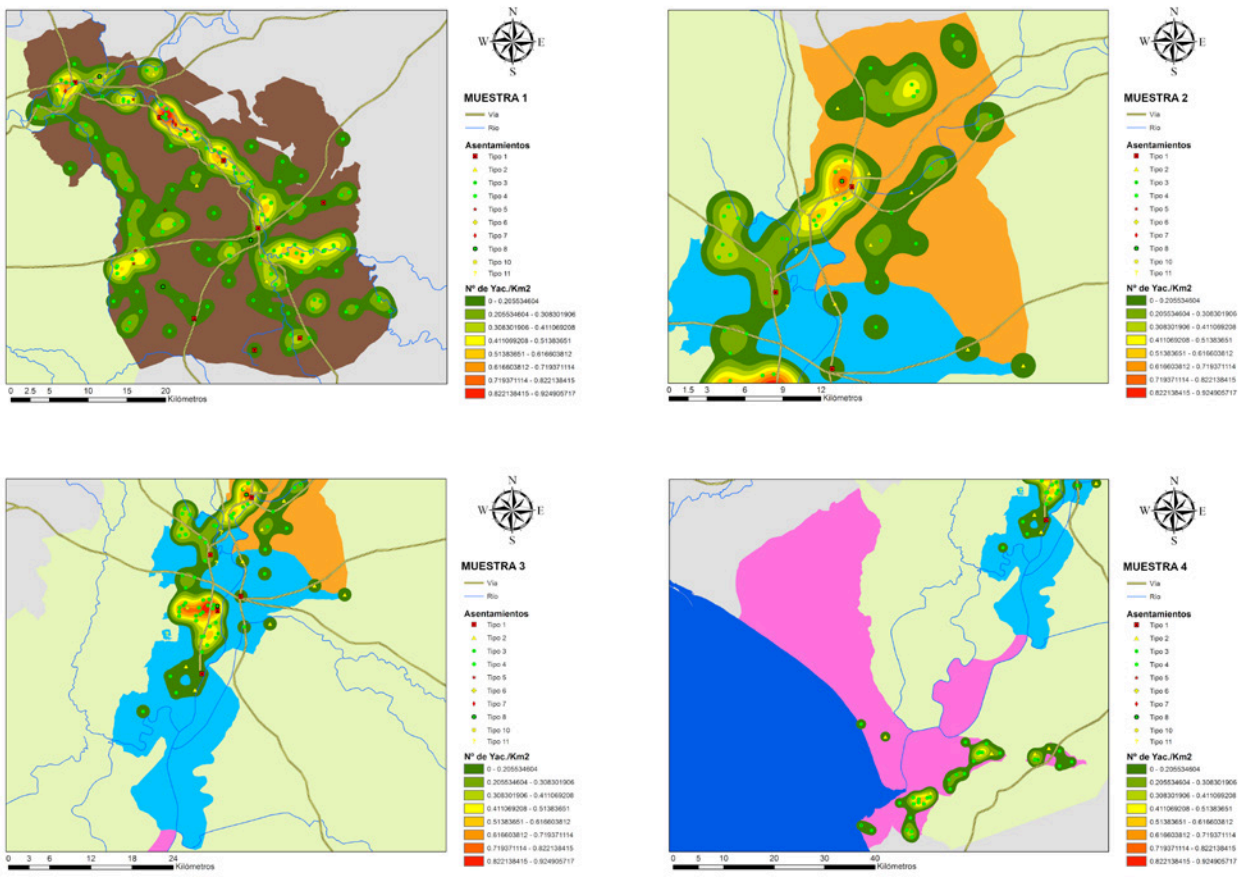 N
W E
S
MUESTRA 1
Vía
Río
Asentamientos
Tipo 1
Tipo 2
Tipo 3
Tipo 4
Tipo 5
Tipo 6
Tipo 7
Tipo 8
Tipo 10
Tipo 11
Nº de Yac./Km2
0 - 0.205534604
0.205534604 - 0.308301906
0.308301906 - 0.411069208
0.411069208 - 0.51383651
0.51383651 - 0.616603812
0.616603812 - 0.719371114
0.719371114 - 0.822138415
0.822138415 - 0.924905717
0 2.5 5 10 15 20
Kilómetros
N
W E
S
MUESTRA 2
Vía
Río
Asentamientos
Tipo 1
Tipo 2
Tipo 3
Tipo 4
Tipo 5
Tipo 6
Tipo 7
Tipo 8
Tipo 10
Tipo 11
Nº de Yac./Km2
0 - 0.205534604
0.205534604 - 0.308301906
0.308301906 - 0.411069208
0.411069208 - 0.51383651
0.51383651 - 0.616603812
0.616603812 - 0.719371114
0.719371114 - 0.822138415
0.822138415 - 0.924905717
0 1.5 3 6 9 12
Kilómetros
N
W E
S
MUESTRA 3
Vía
Río
Asentamientos
Tipo 1
Tipo 2
Tipo 3
Tipo 4
Tipo 5
Tipo 6
Tipo 7
Tipo 8
Tipo 10
Tipo 11
Nº de Yac./Km2
0 - 0.205534604
0.205534604 - 0.308301906
0.308301906 - 0.411069208
0.411069208 - 0.51383651
0.51383651 - 0.616603812
0.616603812 - 0.719371114
0.719371114 - 0.822138415
0.822138415 - 0.924905717
0 3 6 12 18 24
Kilómetros
N
W E
S
MUESTRA 4
Vía
Río
Asentamientos
Tipo 1
Tipo 2
Tipo 3
Tipo 4
Tipo 5
Tipo 6
Tipo 7
Tipo 8
Tipo 10
Tipo 11
Nº de Yac./Km2
0 - 0.205534604
0.205534604 - 0.308301906
0.308301906 - 0.411069208
0.411069208 - 0.51383651
0.51383651 - 0.616603812
0.616603812 - 0.719371114
0.719371114 - 0.822138415
0.822138415 - 0.924905717
0 5 10 20 30 40
Kilómetros